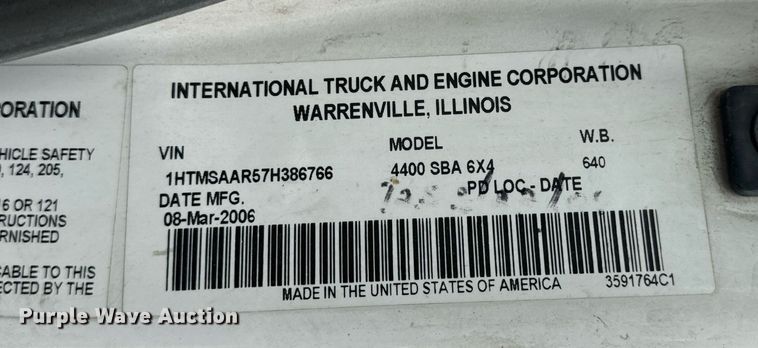 ORATION
HICLE SAFETY
, 124, 205,
6 OR 121
RUCTIONS
RNISHED
CABLE TO THIS
ECTED BY THE
INTERNATIONAL TRUCK AND ENGINE CORPORATION
WARRENVILLE, ILLINOIS
VIN MODEL W.B.
1HTMSAAR57H386766 4400 SBA 6X4 640
DATE MFG. PD LOC - DATE
08-Mar-2006
MADE IN THE UNITED STATES OF AMERICA 3591764C1
Purple Wave Auction